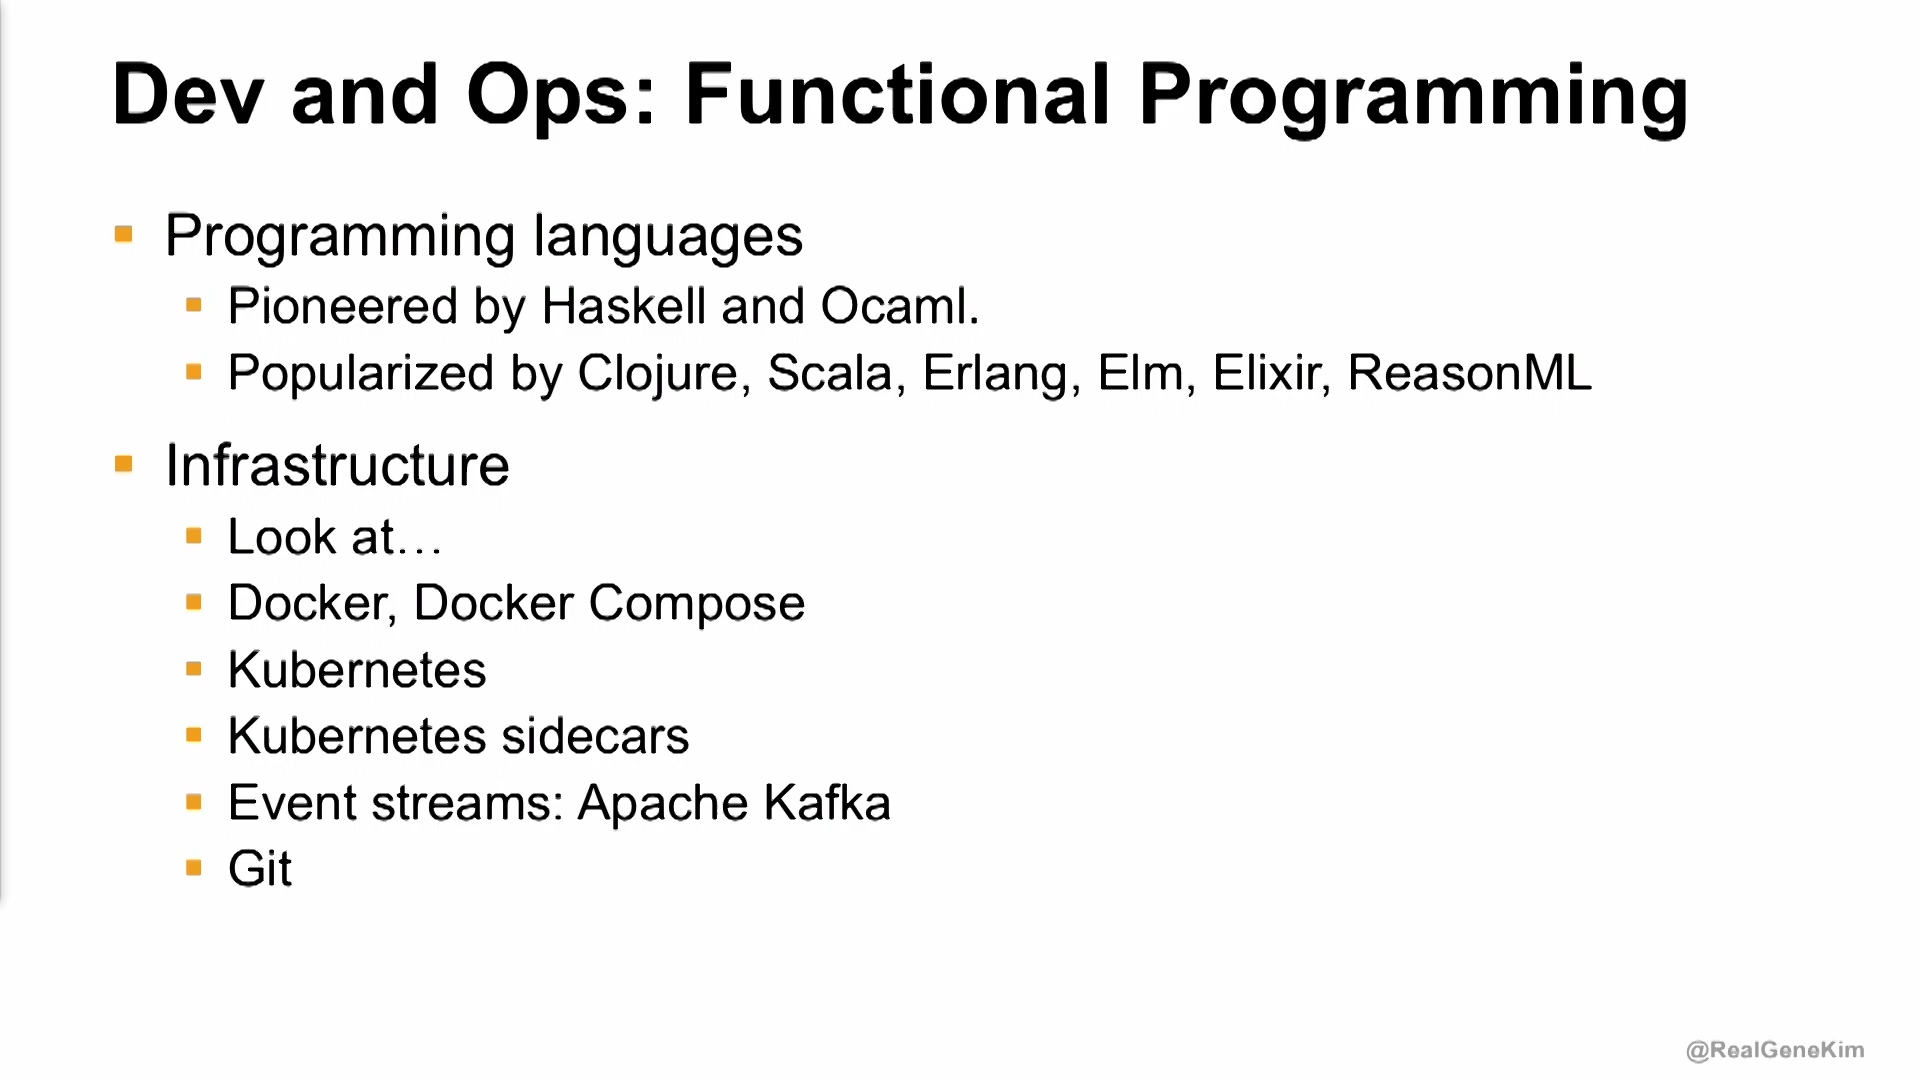 Dev and Ops: Functional Programming
Programming languages
Pioneered by Haskell and Ocaml.
Popularized by Clojure, Scala, Erlang, Elm, Elixir, ReasonML
Infrastructure
Look at…
Docker, Docker Compose
Kubernetes
Kubernetes sidecars
Event streams: Apache Kafka
Git
@RealGeneKim